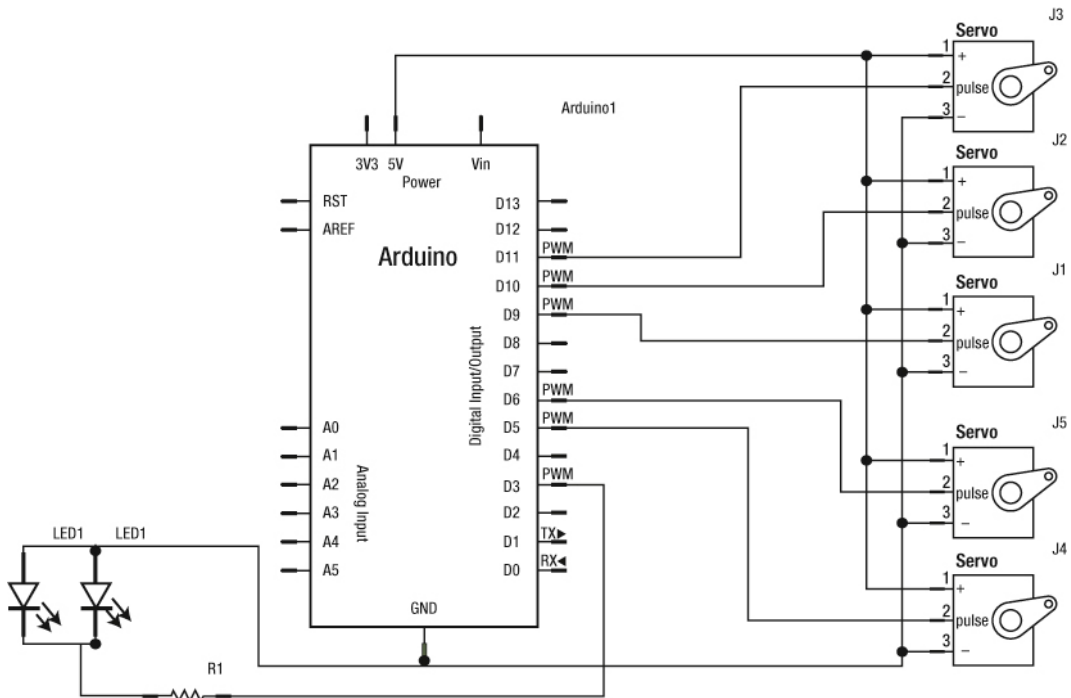 J3
Servo
1
+
2
pulse
3
−
Arduino1
3V3 5V Vin
Power
J2
Servo
1
+
2
pulse
3
−
RST
AREF
Arduino
D13
D12
D11 PWM
D10 PWM
D9 PWM
D8
D7
D6 PWM
D5 PWM
D4
D3 PWM
D2
D1 TX▶
D0 RX◀
Digital Input/Output
J1
Servo
1
+
2
pulse
3
−
A0
A1
A2
A3
A4
A5
Analog Input
GND
J5
Servo
1
+
2
pulse
3
−
J4
Servo
1
+
2
pulse
3
−
LED1 LED1
R1